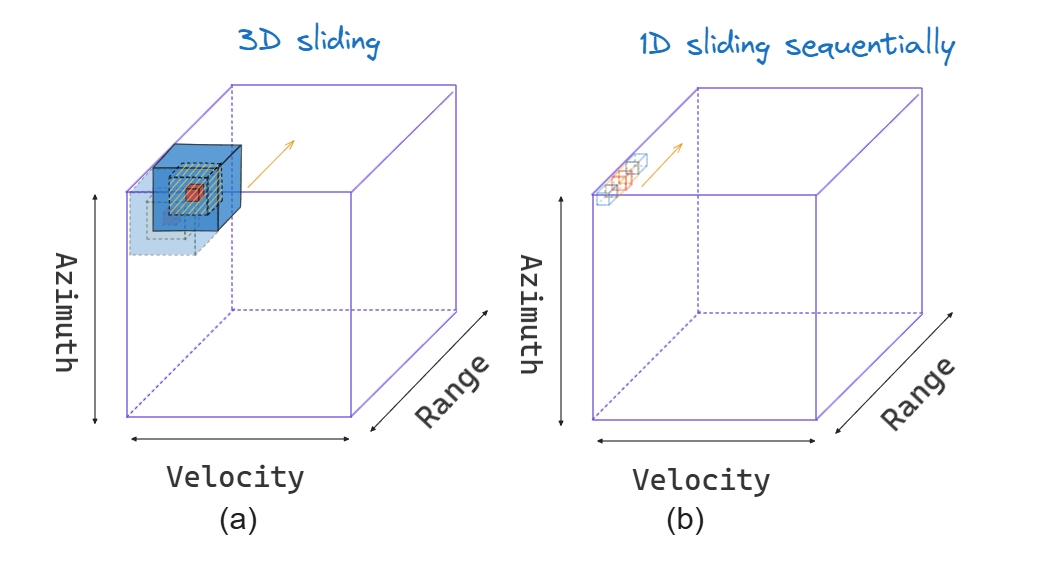 3D sliding
Azimuth
Range
Velocity
(a)
1D sliding sequentially
Azimuth
Range
Velocity
(b)